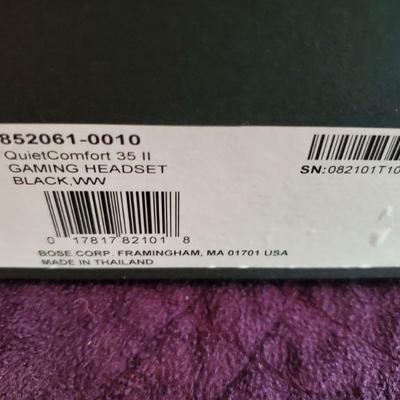 852061-0010
QuietComfort 35 II
GAMING HEADSET
BLACK,WW
0 17817 82101 8
BOSE CORP. FRAMINGHAM, MA 01701 USA
MADE IN THAILAND
SN:082101T10